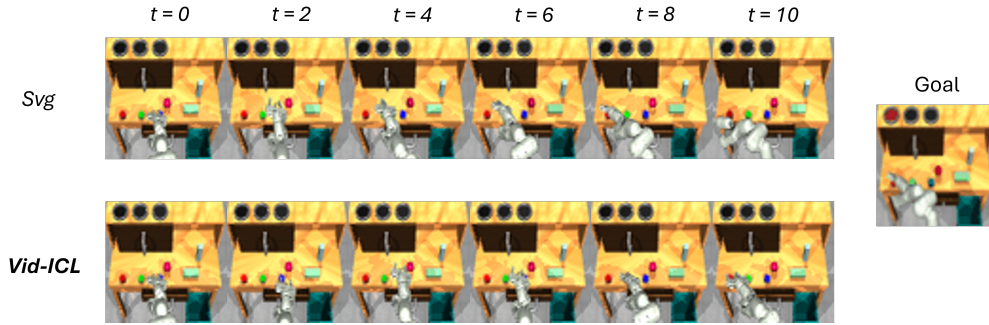 t = 0 t = 2 t = 4 t = 6 t = 8 t = 10
Svg
Goal
Vid-ICL